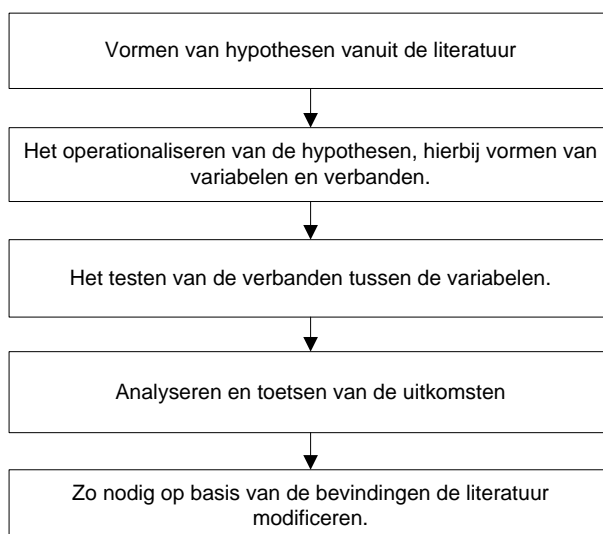 Vormen van hypothesen vanuit de literatuur
Het operationaliseren van de hypothesen, hierbij vormen van
variabelen en verbanden.
Het testen van de verbanden tussen de variabelen.
Analyseren en toetsen van de uitkomsten
Zo nodig op basis van de bevindingen de literatuur
modificeren.